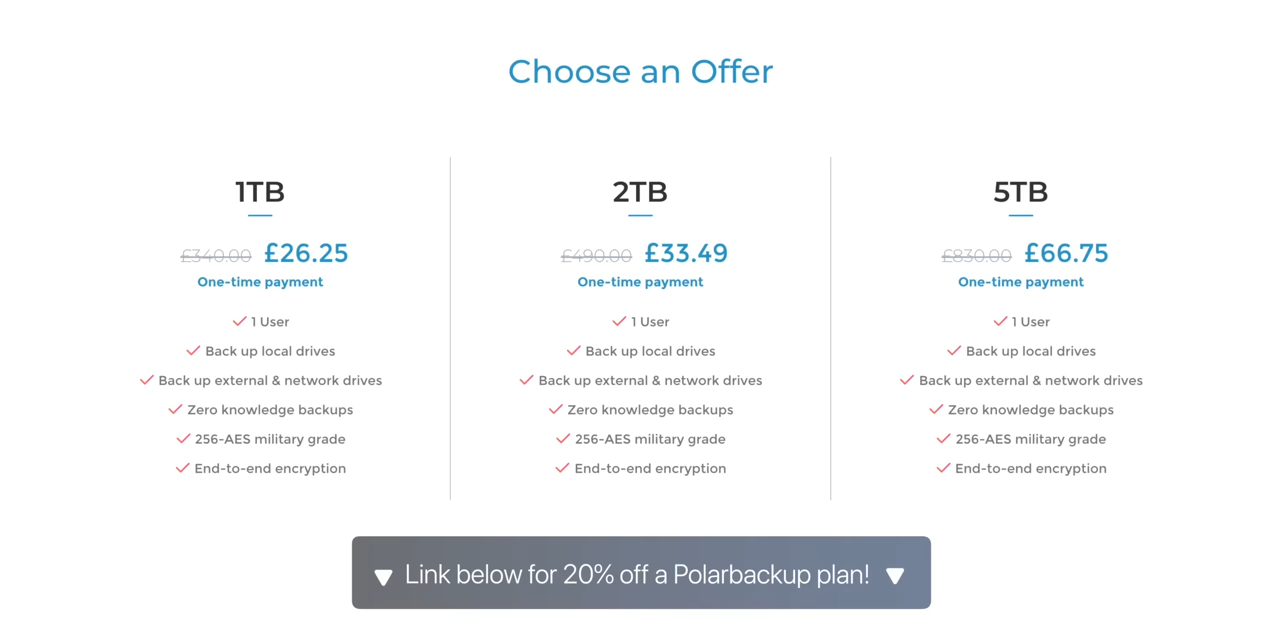 Choose an Offer
1TB
£340.00 £26.25
One-time payment
1 User
Back up local drives
Back up external & network drives
Zero knowledge backups
256-AES military grade
End-to-end encryption
2TB
£490.00 £33.49
One-time payment
1 User
Back up local drives
Back up external & network drives
Zero knowledge backups
256-AES military grade
End-to-end encryption
5TB
£830.00 £66.75
One-time payment
1 User
Back up local drives
Back up external & network drives
Zero knowledge backups
256-AES military grade
End-to-end encryption
Link below for 20% off a Polarbackup plan!